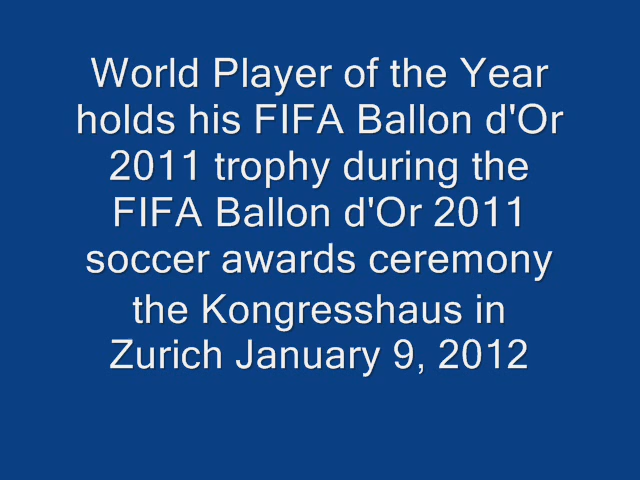 World Player of the Year
holds his FIFA Ballon d'Or
2011 trophy during the
FIFA Ballon d'Or 2011
soccer awards ceremony
the Kongresshaus in
Zurich January 9, 2012